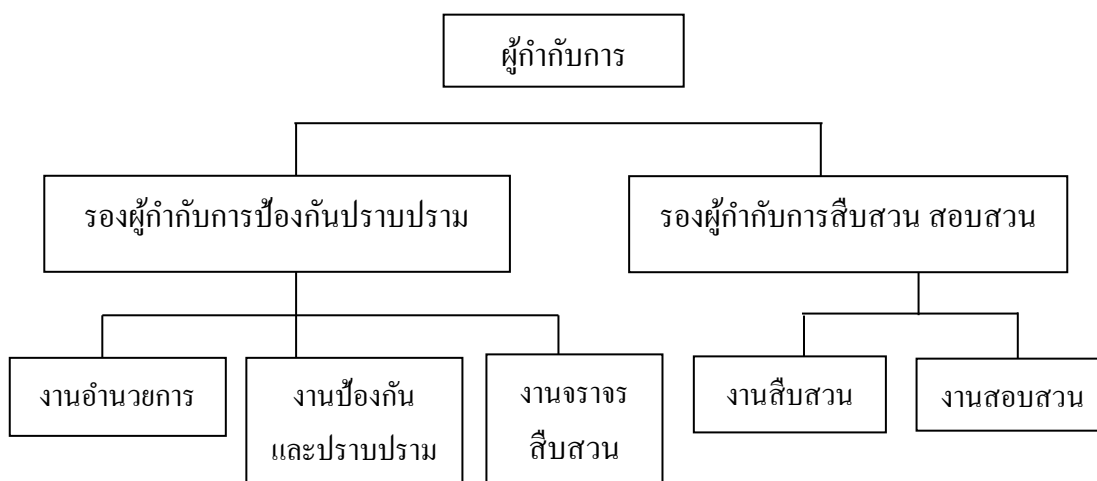 ผู้กำกับการ
รองผู้กำกับการป้องกันปราบปราม
รองผู้กำกับการสืบสวน สอบสวน
งานอำนวยการ
งานป้องกัน
และปราบปราม
งานจราจร
สืบสวน
งานสืบสวน
งานสอบสวน